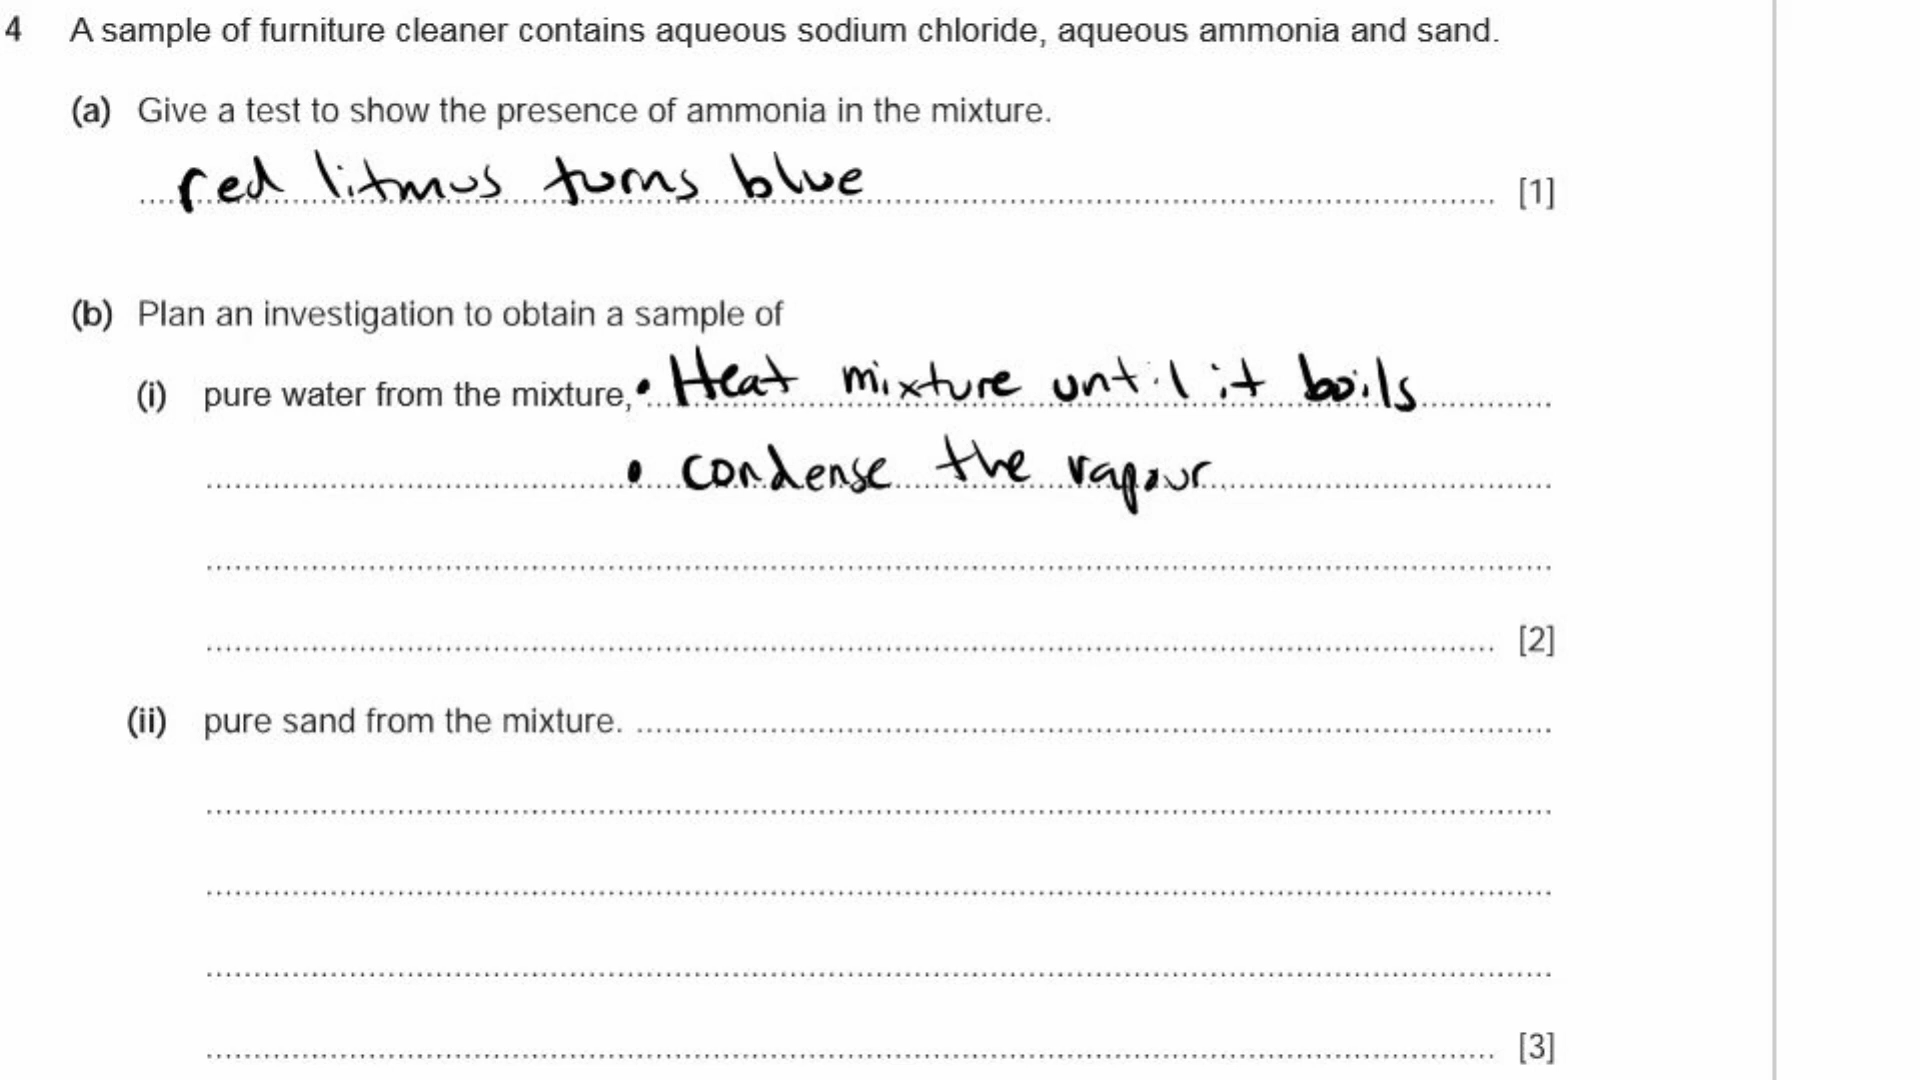 4 A sample of furniture cleaner contains aqueous sodium chloride, aqueous ammonia and sand.
(a) Give a test to show the presence of ammonia in the mixture.
red litmus turns blue [1]
(b) Plan an investigation to obtain a sample of
(i) pure water from the mixture, • Heat mixture until it boils
• condense the vapour
[2]
(ii) pure sand from the mixture.
[3]